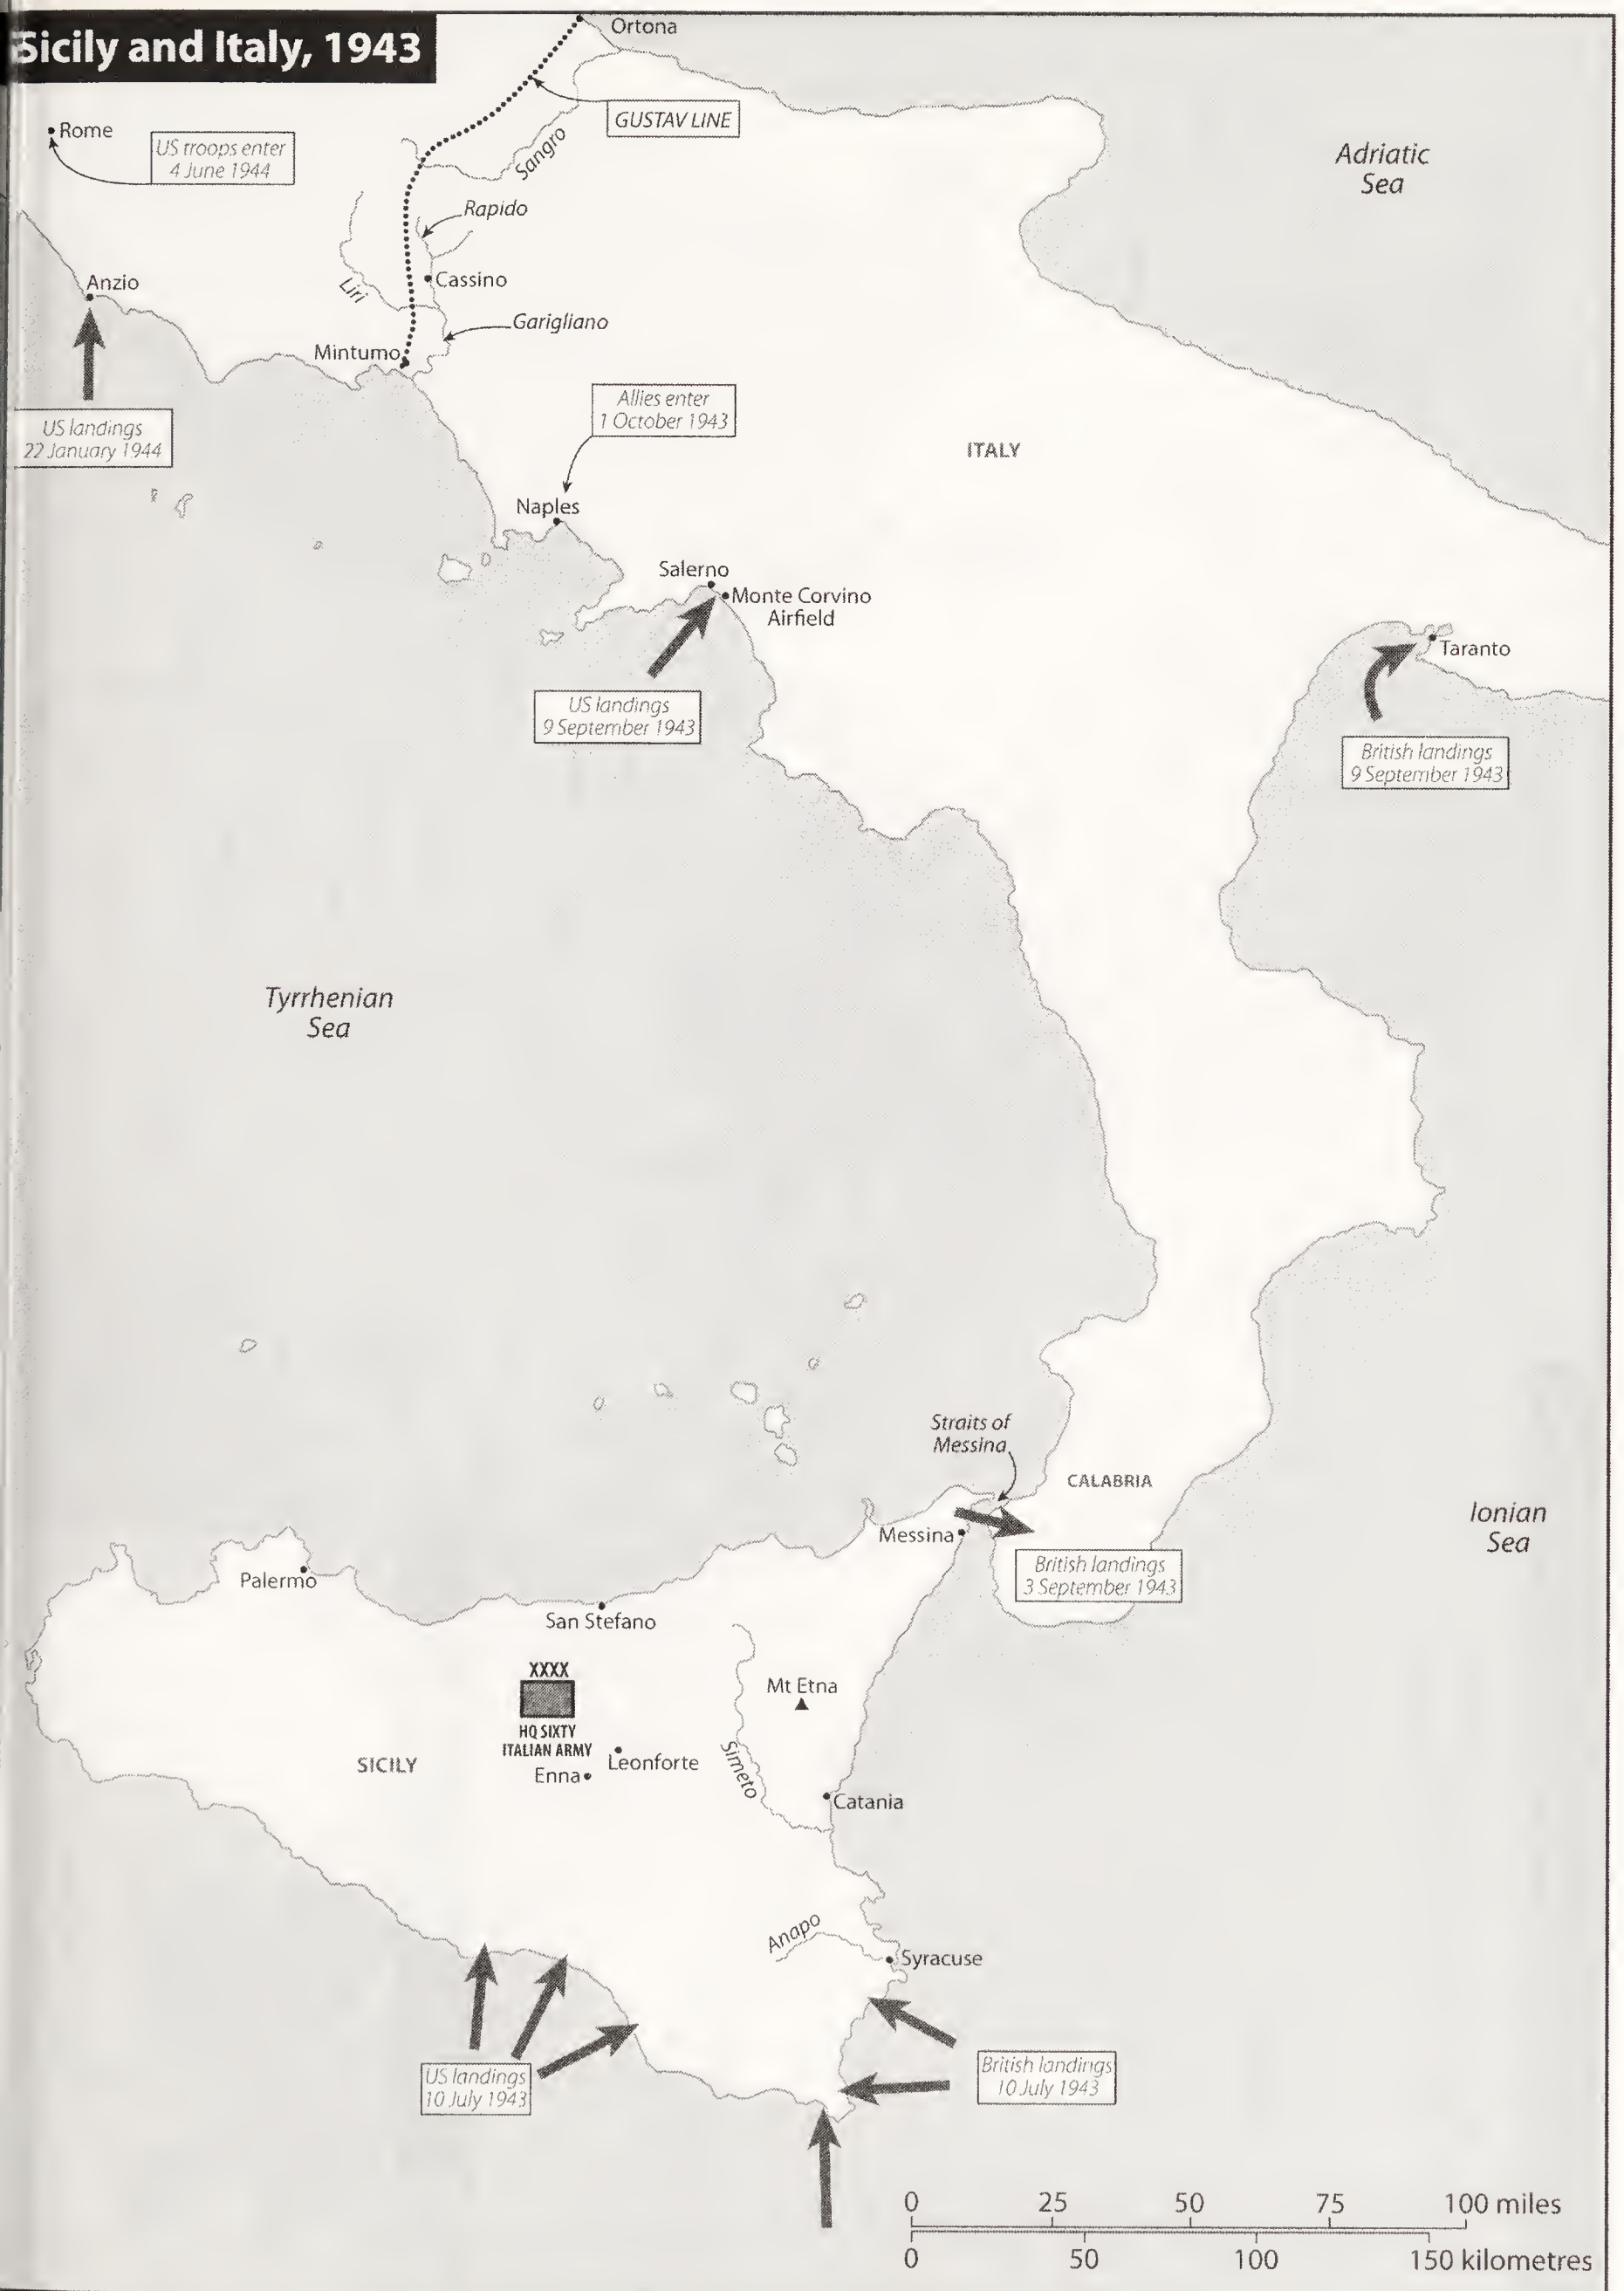 Sicily and Italy, 1943
Ortona
GUSTAV LINE
Rome
US troops enter
4 June 1944
Sangro
Adriatic
Sea
Rapido
Anzio
Liri
Cassino
Garigliano
Mintumo
US landings
22 January 1944
Allies enter
1 October 1943
ITALY
Naples
Salerno
Monte Corvino
Airfield
Taranto
US landings
9 September 1943
British landings
9 September 1943
Tyrrhenian
Sea
Straits of
Messina
CALABRIA
Ionian
Sea
Messina
British landings
3 September 1943
Palermo
San Stefano
XXXX
HQ SIXTY
ITALIAN ARMY
Mt Etna
SICILY
Leonforte
Enna
Simeto
Catania
Anapo
Syracuse
US landings
10 July 1943
British landings
10 July 1943
0 25 50 75 100 miles
0 50 100 150 kilometres